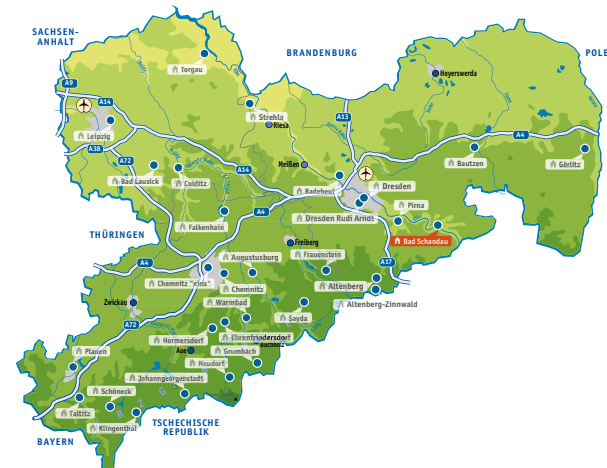 SACHSEN-
ANHALT
BRANDENBURG
POLE
Torgau
Hoyerswerda
A9
A14
A13
Strehla
Riesa
Leipzig
A4
A38
A72
Meißen
Bautzen
Görlitz
Bad Lausick
Colditz
A14
Radebeul
Dresden
Pirna
Falkenhain
A4
Dresden Rudi Arndt
THÜRINGEN
Freiberg
Bad Schandau
Augustusburg
Frauenstein
A4
A17
Chemnitz "eins"
Chemnitz
Altenberg
Zwickau
Warmbad
Altenberg-Zinnwald
Sayda
A72
Hormersdorf
Ehrenfriedersdorf
Buchholz
Plauen
Aue
Grumbach
Neudorf
Johanngeorgenstadt
Schöneck
Taltitz
Klingenthal
TSCHECHISCHE
REPUBLIK
BAYERN